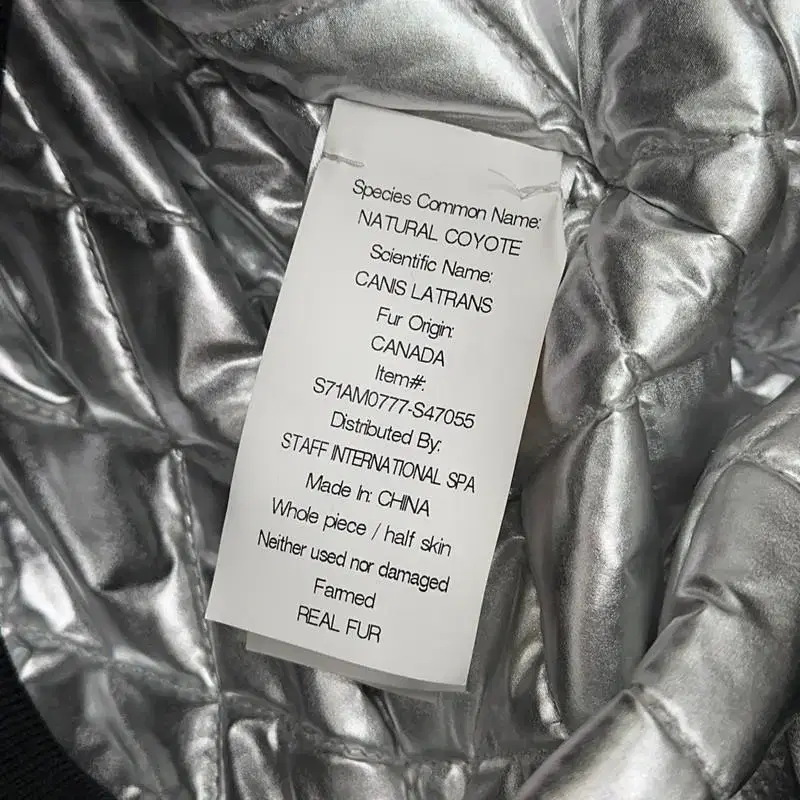 Species Common Name:
NATURAL COYOTE
Scientific Name:
CANIS LATRANS
Fur Origin:
CANADA
Item#:
S71AM0777-S47055
Distributed By:
STAFF INTERNATIONAL SPA
Made In: CHINA
Whole piece / half skin
Neither used nor damaged
Farmed
REAL FUR